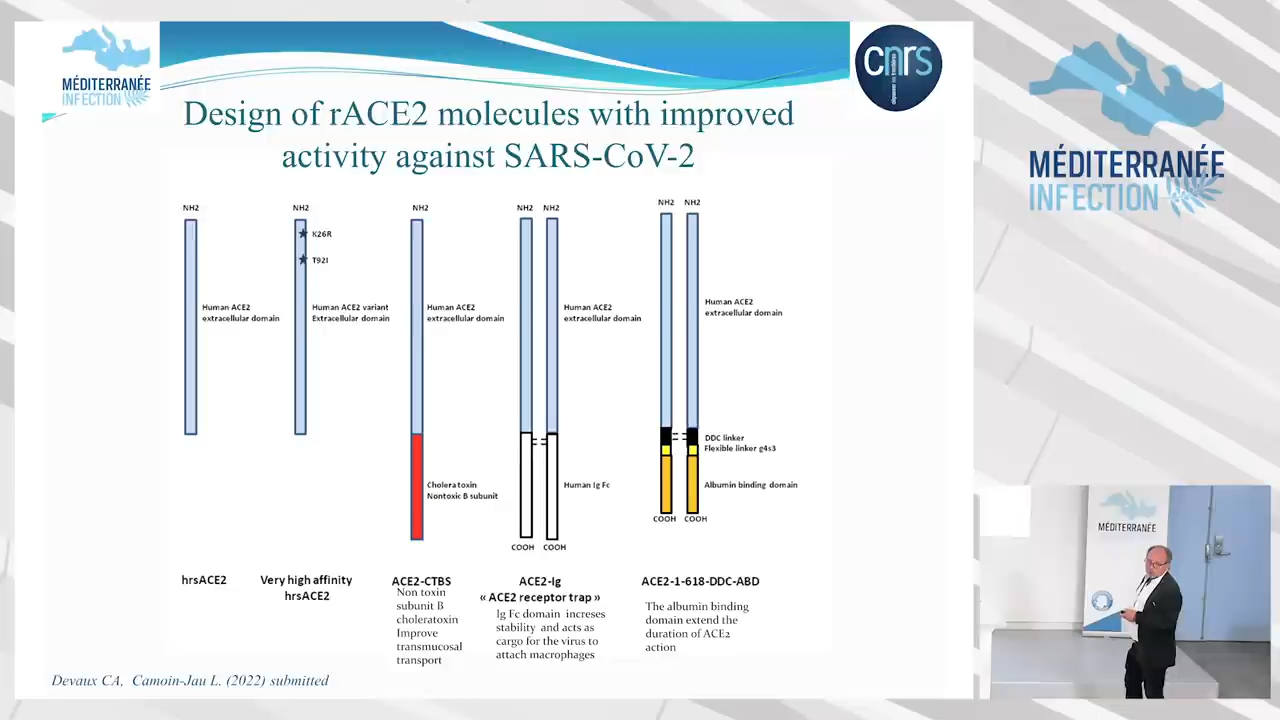 MÉDITERRANÉE
INFECTION
cnrs
Design of rACE2 molecules with improved
activity against SARS-CoV-2
NH2
NH2
NH2
NH2
NH2
NH2
NH2
K26R
T92I
Human ACE2
extracellular domain
Human ACE2 variant
Extracellular domain
Human ACE2
extracellular domain
Human ACE2
extracellular domain
Human ACE2
extracellular domain
DDC linker
Flexible linker g4s3
Cholera toxin
Nontoxic B subunit
Human Ig Fc
Albumin binding domain
COOH
COOH
COOH
COOH
hrsACE2
Very high affinity
hrsACE2
ACE2-CTBS
Non toxin
subunit B
choleratoxin
Improve
transmucosal
transport
ACE2-Ig
« ACE2 receptor trap »
Ig Fc domain increses
stability and acts as
cargo for the virus to
attach macrophages
ACE2-1-618-DDC-ABD
The albumin binding
domain extend the
duration of ACE2
action
Devaux CA, Camoin-Jau L. (2022) submitted
MÉDITERRANÉE
INFECTION
MÉDITERRANÉE